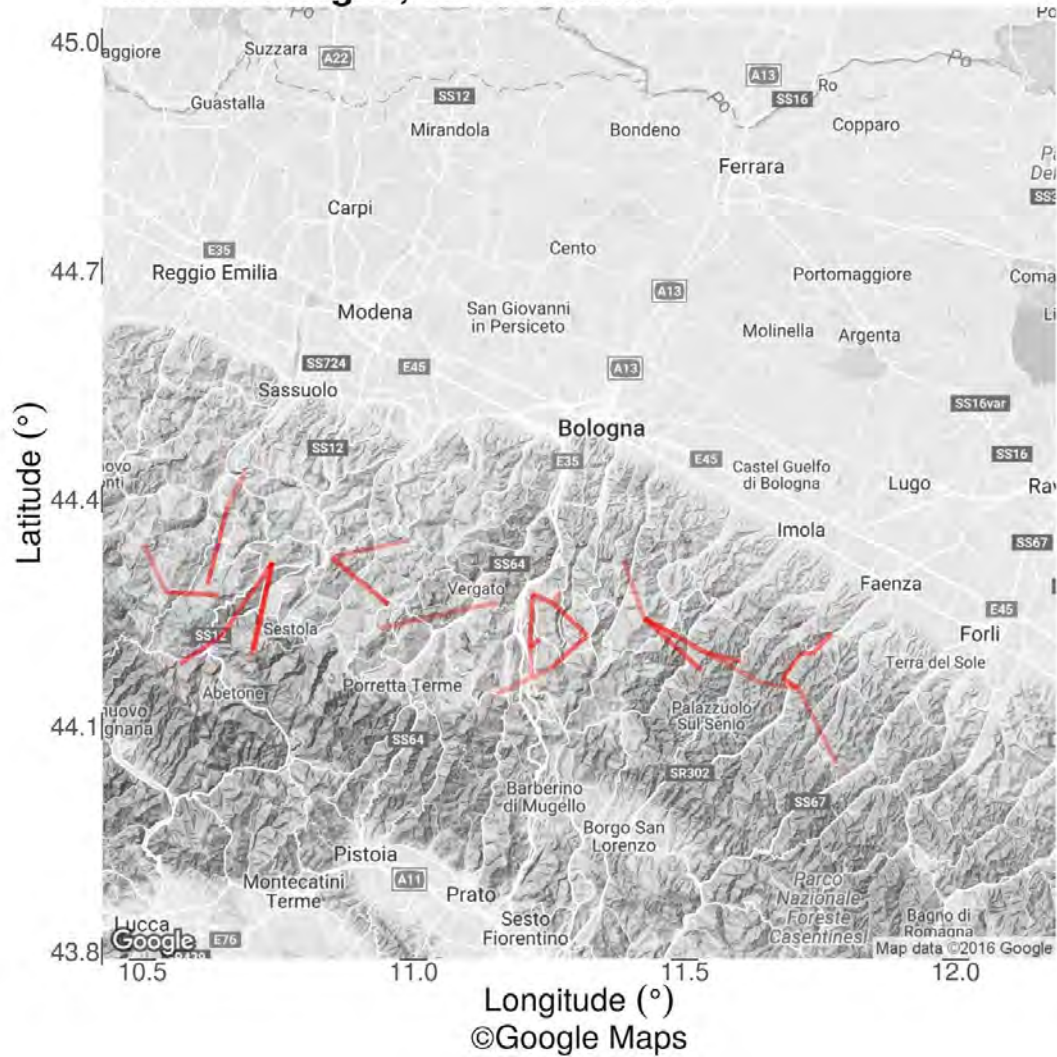 Po
Po
45.0
aggiore
Suzzara
A22
A13
Po
Ro
SS12
Po
SS16
Guastalla
Mirandola
Bondeno
Copparo
Ferrara
Carpi
E35
Cento
44.7
Reggio Emilia
Portomaggiore
Coma
A13
Modena
San Giovanni
in Persiceto
Molinella
Argenta
SS724
E45
A13
Sassuolo
SS16var
Bologna
SS12
E35
E45
SS16
Castel Guelfo
di Bologna
Lugo
Rav
44.4
Latitude (°)
Imola
SS67
SS64
Vergato
Faenza
E45
SS12
Sestola
Forli
Terra del Sole
Abetone
Porretta Terme
Palazzuolo
Sul Senio
44.1
SS64
SR302
Barberino
di Mugello
SS67
Borgo San
Lorenzo
Pistoia
A11
Montecatini
Terme
Prato
Parco
Nazionale
Foreste
Casentinesi
Sesto
Fiorentino
Bagno di
Romagna
Lucca
Google
E76
Map data ©2016 Google
43.8
10.5
11.0
11.5
12.0
Longitude (°)
©Google Maps